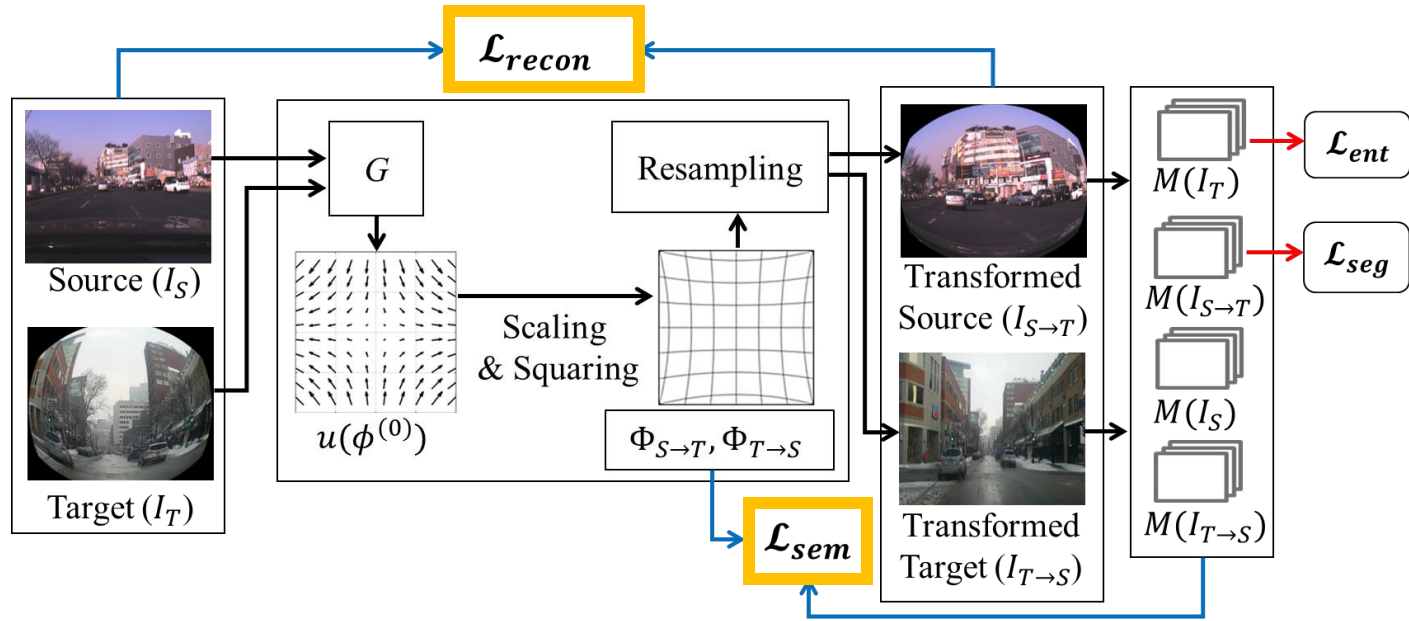 𝓛_recon
Source (I_S)
Target (I_T)
G
u(ϕ^(0))
Scaling
& Squaring
Resampling
Φ_S→T, Φ_T→S
𝓛_sem
Transformed
Source (I_S→T)
Transformed
Target (I_T→S)
M(I_T)
M(I_S→T)
M(I_S)
M(I_T→S)
𝓛_ent
𝓛_seg